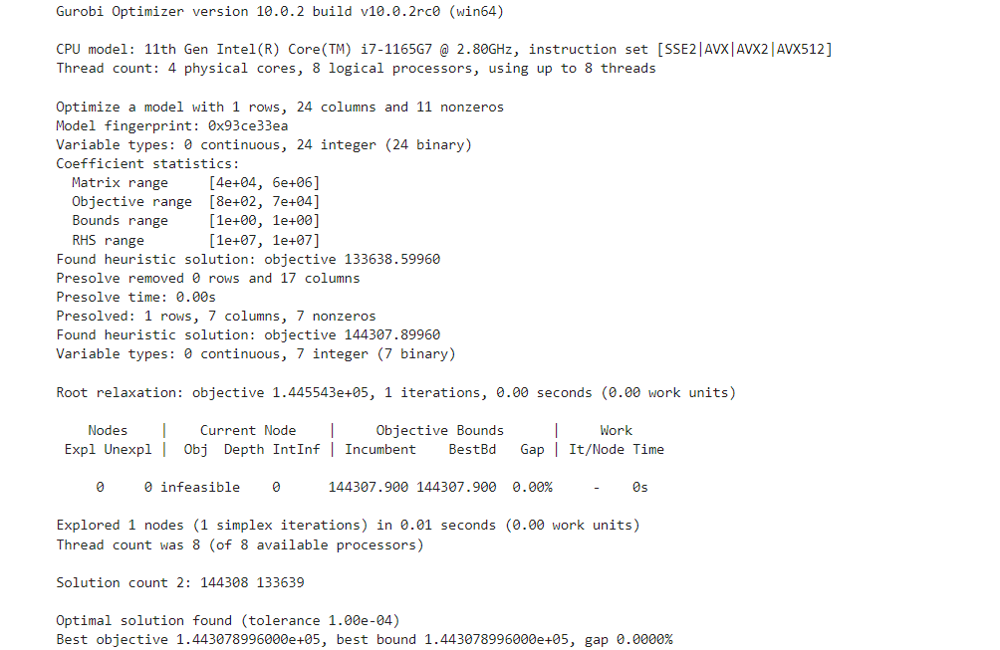 Gurobi Optimizer version 10.0.2 build v10.0.2rc0 (win64)
CPU model: 11th Gen Intel(R) Core(TM) i7-1165G7 @ 2.80GHz, instruction set [SSE2|AVX|AVX2|AVX512]
Thread count: 4 physical cores, 8 logical processors, using up to 8 threads
Optimize a model with 1 rows, 24 columns and 11 nonzeros
Model fingerprint: 0x93ce33ea
Variable types: 0 continuous, 24 integer (24 binary)
Coefficient statistics:
  Matrix range     [4e+04, 6e+06]
  Objective range  [8e+02, 7e+04]
  Bounds range     [1e+00, 1e+00]
  RHS range        [1e+07, 1e+07]
Found heuristic solution: objective 133638.59960
Presolve removed 0 rows and 17 columns
Presolve time: 0.00s
Presolved: 1 rows, 7 columns, 7 nonzeros
Found heuristic solution: objective 144307.89960
Variable types: 0 continuous, 7 integer (7 binary)
Root relaxation: objective 1.445543e+05, 1 iterations, 0.00 seconds (0.00 work units)
    Nodes    |    Current Node    |     Objective Bounds      |     Work
 Expl Unexpl |  Obj  Depth IntInf | Incumbent    BestBd   Gap | It/Node Time
     0     0 infeasible    0      144307.900 144307.900  0.00%     -    0s
Explored 1 nodes (1 simplex iterations) in 0.01 seconds (0.00 work units)
Thread count was 8 (of 8 available processors)
Solution count 2: 144308 133639
Optimal solution found (tolerance 1.00e-04)
Best objective 1.443078996000e+05, best bound 1.443078996000e+05, gap 0.0000%